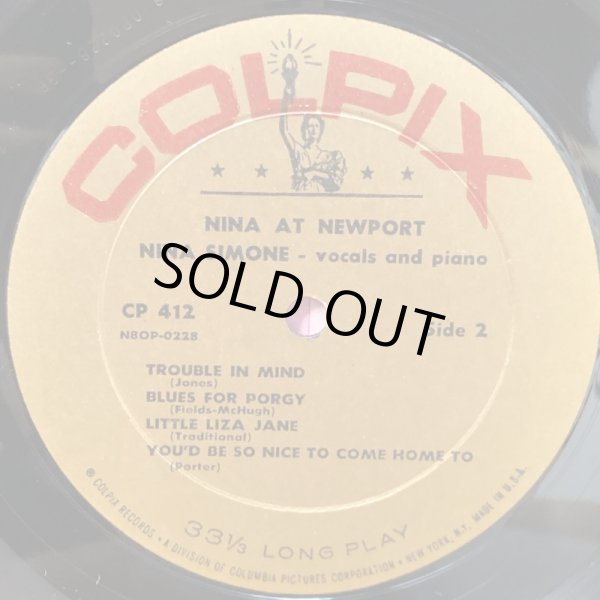 COLPIX
NINA AT NEWPORT
NINA SIMONE - vocals and piano
SOLD OUT
CP 412
Side 2
NBOP-0228
TROUBLE IN MIND
(Jones)
BLUES FOR PORGY
(Fields-McHugh)
LITTLE LIZA JANE
(Traditional)
YOU'D BE SO NICE TO COME HOME TO
(Porter)
33⅓ LONG PLAY
® COLPIX RECORDS • A DIVISION OF COLUMBIA PICTURES CORPORATION • NEW YORK, N.Y. MADE IN U.S.A.